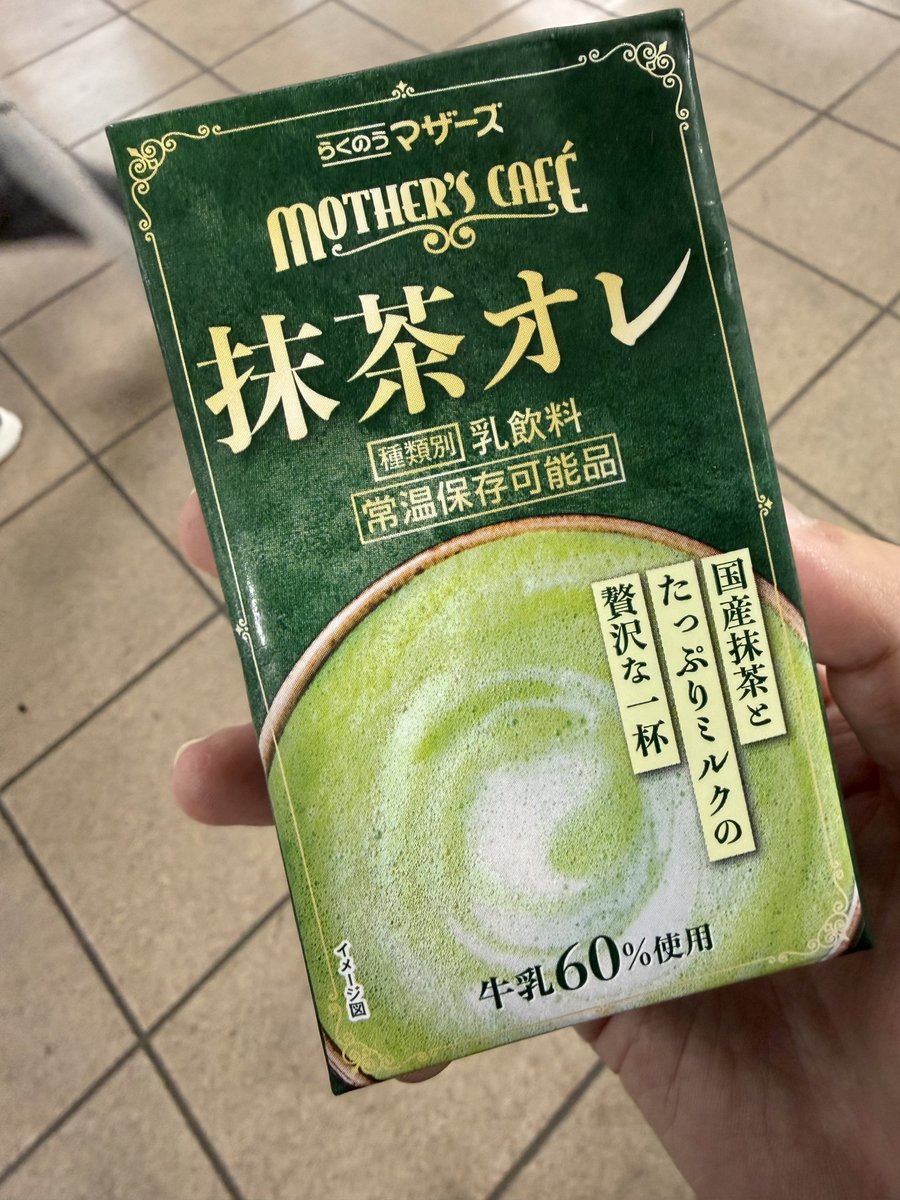 らくのうマザーズ
MOTHER'S CAFÉ
抹茶オレ
種類別 乳飲料
常温保存可能品
国産抹茶と
たっぷりミルクの
贅沢な一杯
牛乳60%使用
イメージ図